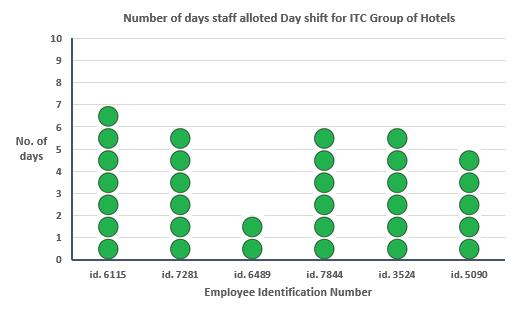 Number of days staff alloted Day shift for ITC Group of Hotels
10
9
8
7
6
5
4
3
2
1
0
No. of
days
id. 6115 id. 7281 id. 6489 id. 7844 id. 3524 id. 5090
Employee Identification Number